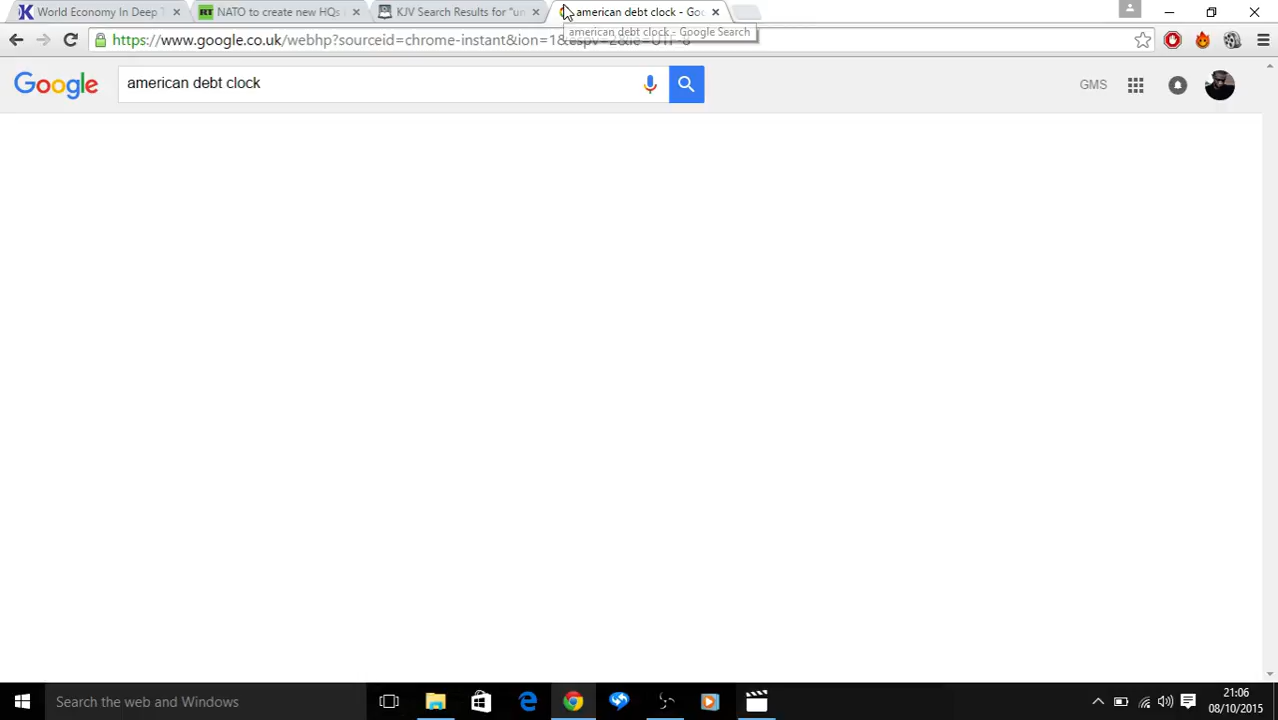 World Economy In Deep T
NATO to create new HQs i
KJV Search Results for "un
american debt clock - Goo
american debt clock - Google Search
https://www.google.co.uk/webhp?sourceid=chrome-instant&ion=1&espv=2&ie=UTF-8
Google
american debt clock
GMS
Search the web and Windows
21:06
08/10/2015